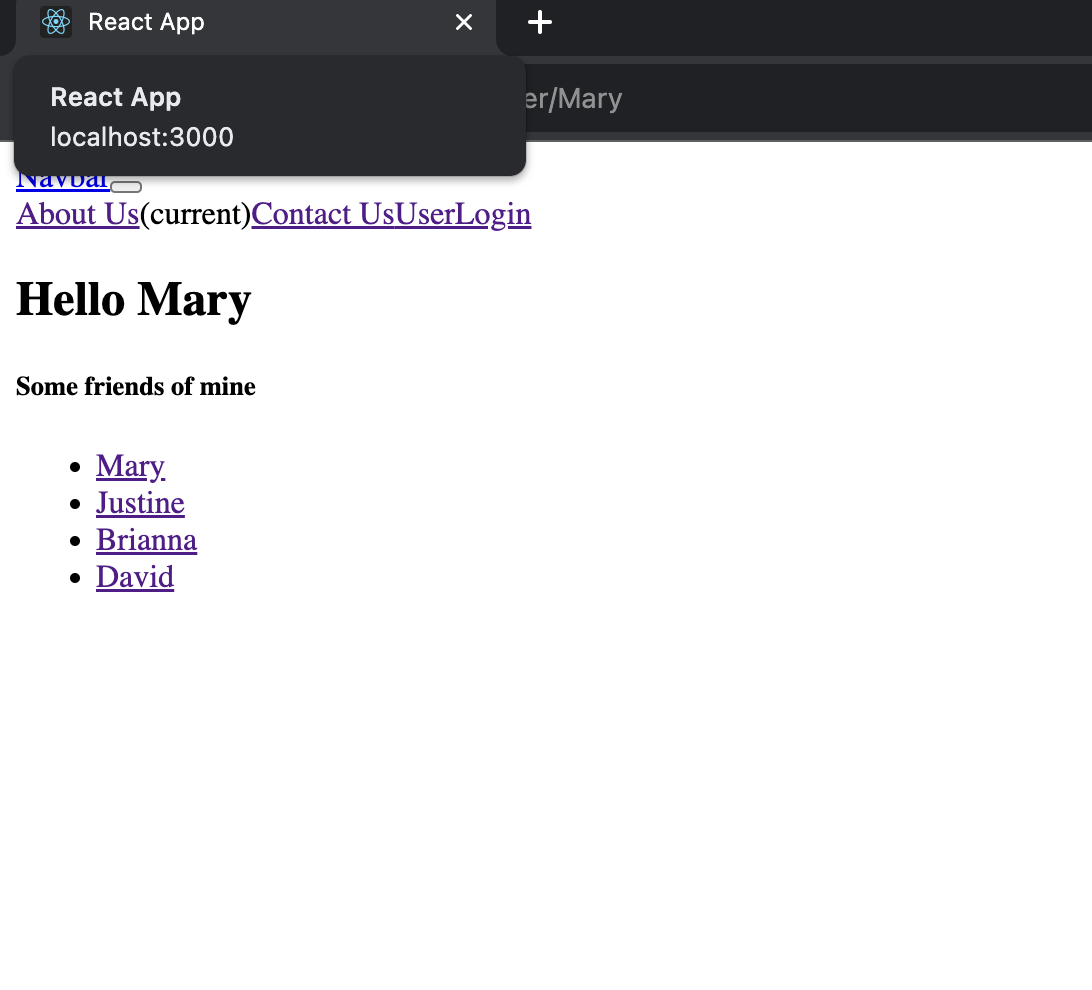 React App
React App
er/Mary
localhost:3000
Navbar
About Us(current)Contact UsUserLogin
Hello Mary
Some friends of mine
Mary
Justine
Brianna
David